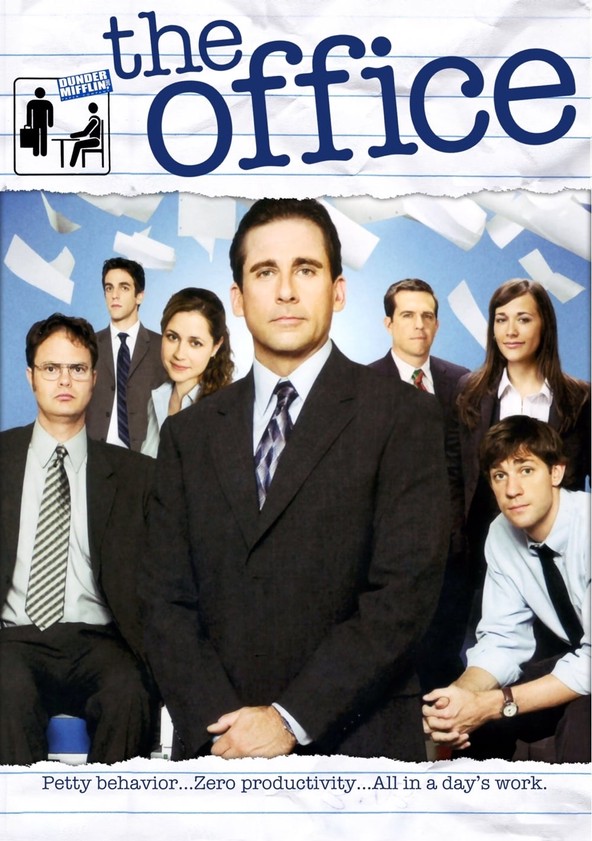 the
office
DUNDER
MIFFLIN
Petty behavior...Zero productivity...All in a day's work.